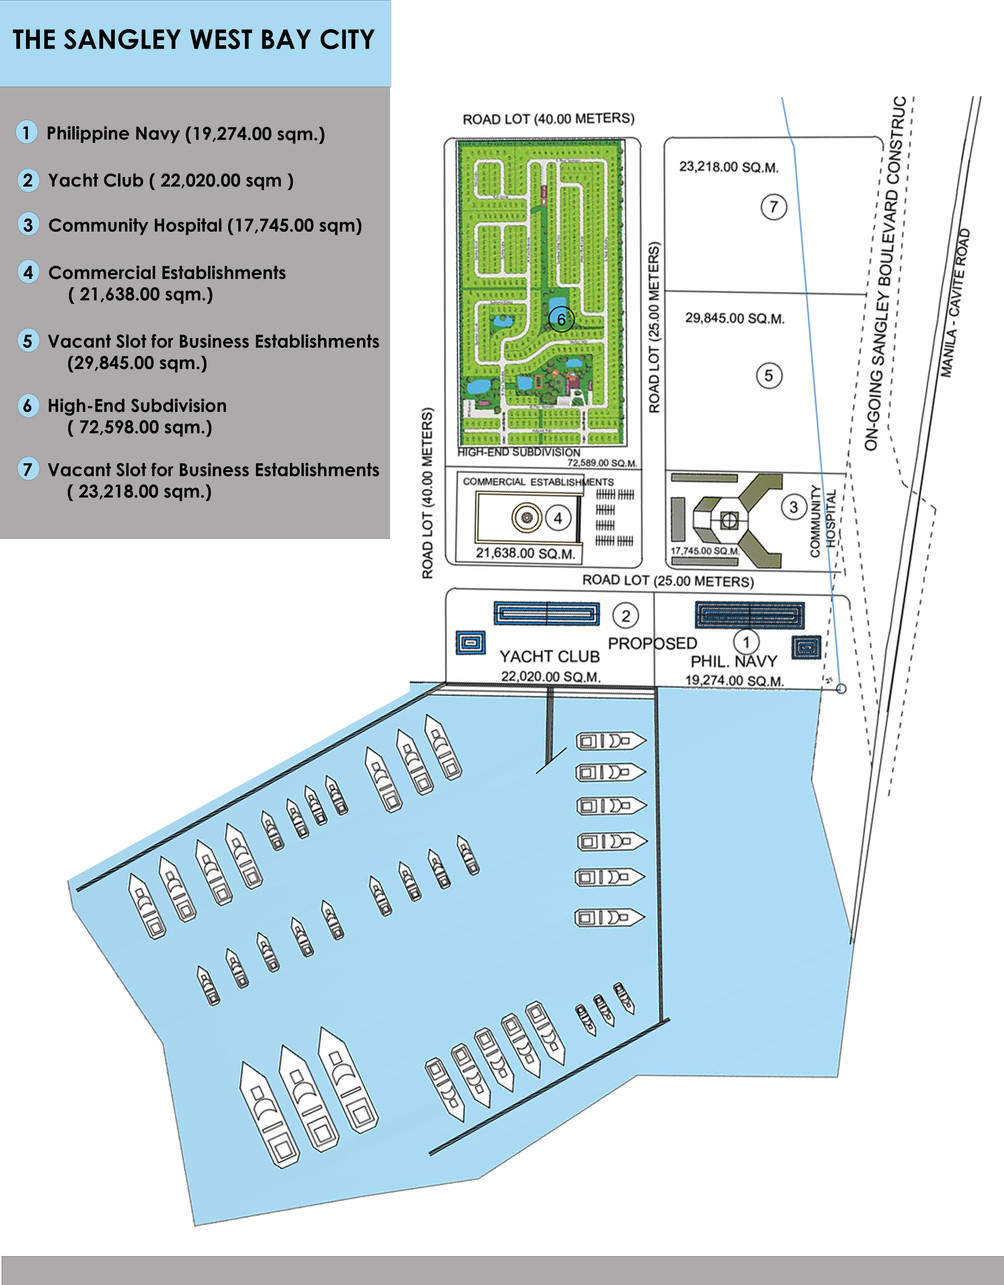 THE SANGLEY WEST BAY CITY
1 Philippine Navy (19,274.00 sqm.)
2 Yacht Club ( 22,020.00 sqm )
3 Community Hospital (17,745.00 sqm)
4 Commercial Establishments
( 21,638.00 sqm.)
5 Vacant Slot for Business Establishments
(29,845.00 sqm.)
6 High-End Subdivision
( 72,598.00 sqm.)
7 Vacant Slot for Business Establishments
( 23,218.00 sqm.)
ROAD LOT (40.00 METERS)
23,218.00 SQ.M.
7
ROAD LOT (25.00 METERS)
29,845.00 SQ.M.
5
6
ON-GOING SANGLEY BOULEVARD CONSTRUC
MANILA - CAVITE ROAD
ROAD LOT (40.00 METERS)
HIGH-END SUBDIVISION
72,589.00 SQ.M.
COMMERCIAL ESTABLISHMENTS
4
21,638.00 SQ.M.
3
COMMUNITY
HOSPITAL
17,745.00 SQ.M.
ROAD LOT (25.00 METERS)
2
1
PROPOSED
YACHT CLUB
22,020.00 SQ.M.
PHIL. NAVY
19,274.00 SQ.M.